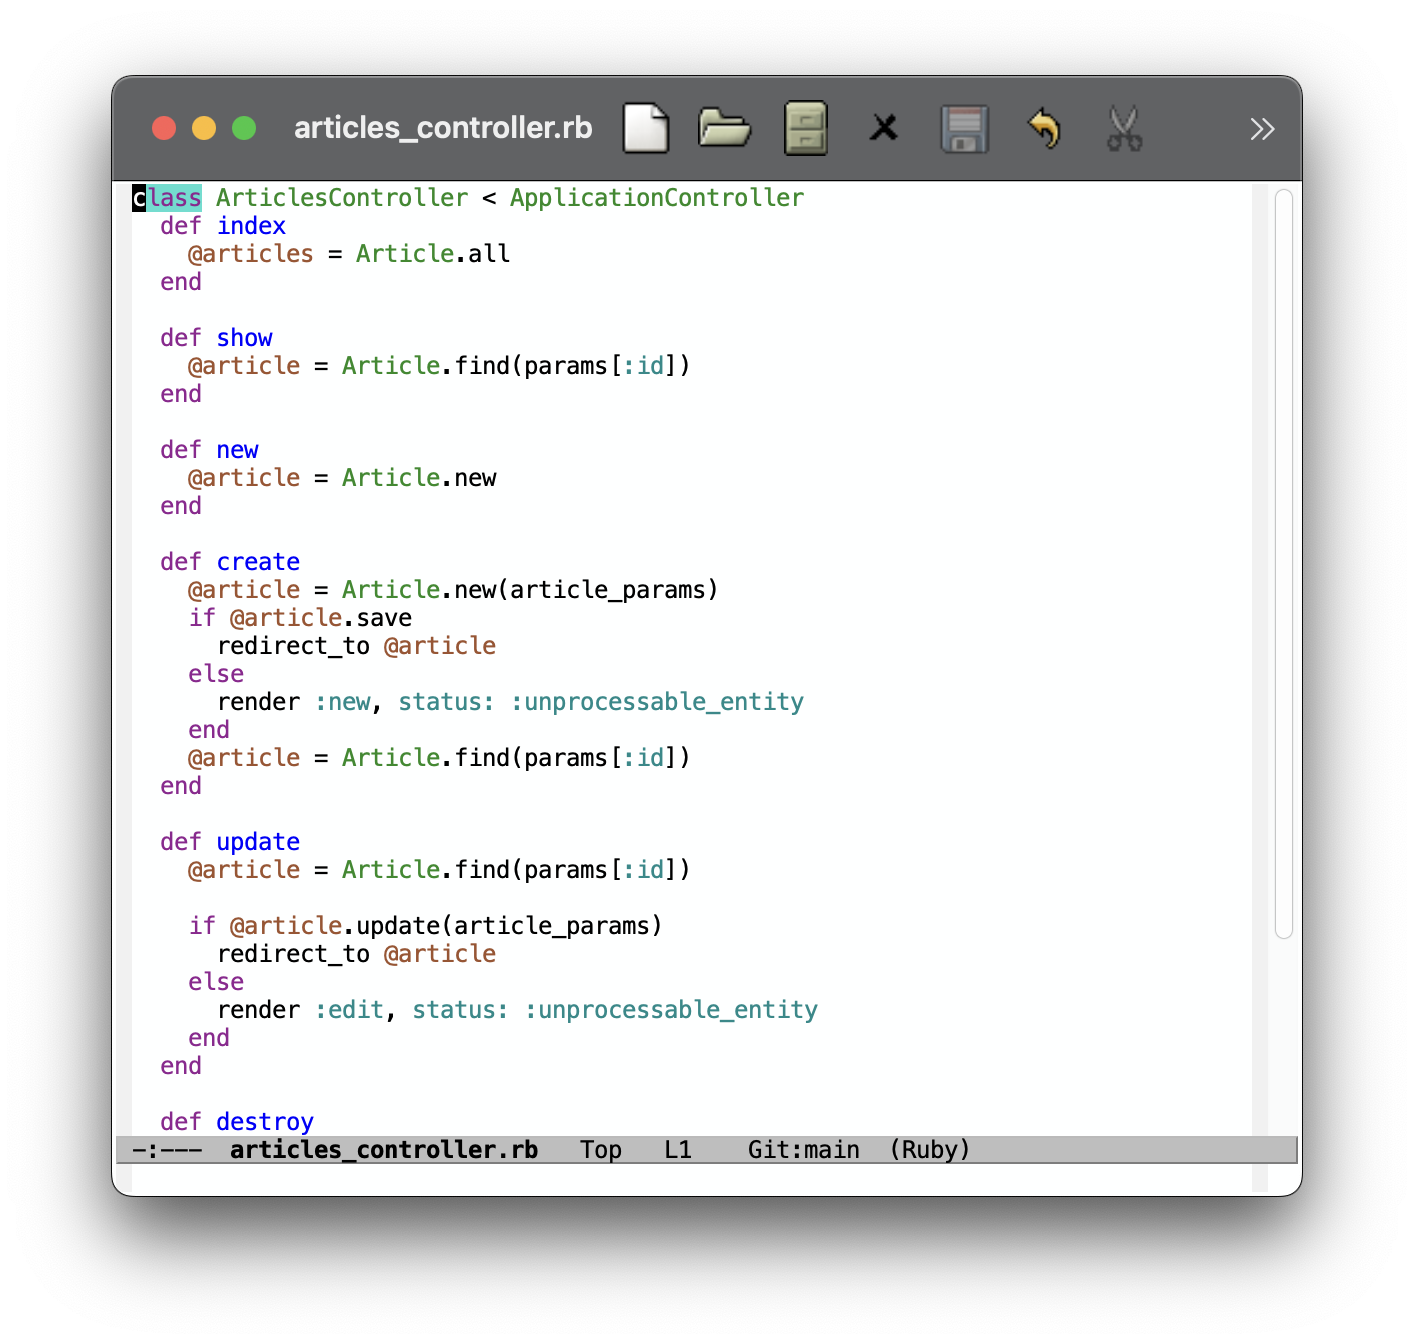 articles_controller.rb
class ArticlesController < ApplicationController
  def index
    @articles = Article.all
  end

  def show
    @article = Article.find(params[:id])
  end

  def new
    @article = Article.new
  end

  def create
    @article = Article.new(article_params)
    if @article.save
      redirect_to @article
    else
      render :new, status: :unprocessable_entity
    end
    @article = Article.find(params[:id])
  end

  def update
    @article = Article.find(params[:id])

    if @article.update(article_params)
      redirect_to @article
    else
      render :edit, status: :unprocessable_entity
    end
  end

  def destroy
-:---  articles_controller.rb   Top   L1    Git:main  (Ruby)